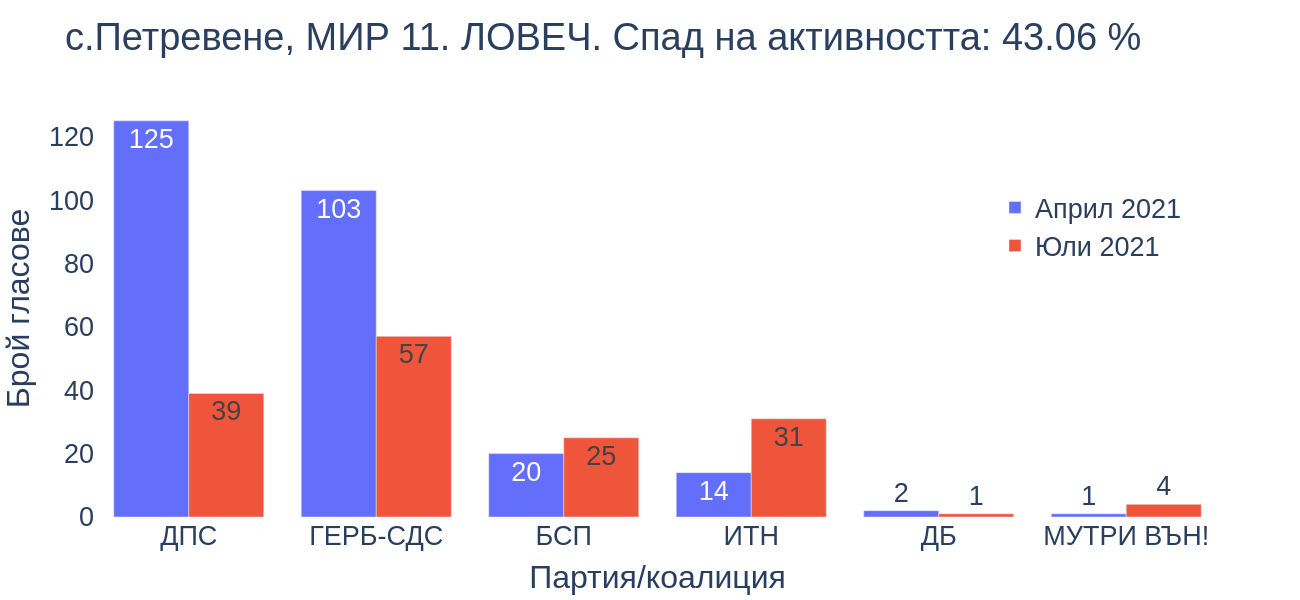 с.Петревене, МИР 11. ЛОВЕЧ. Спад на активността: 43.06 %
Брой гласове
120
100
80
60
40
20
0
125
39
103
57
20
25
14
31
2
1
1
4
Април 2021
Юли 2021
ДПС
ГЕРБ-СДС
БСП
ИТН
ДБ
МУТРИ ВЪН!
Партия/коалиция